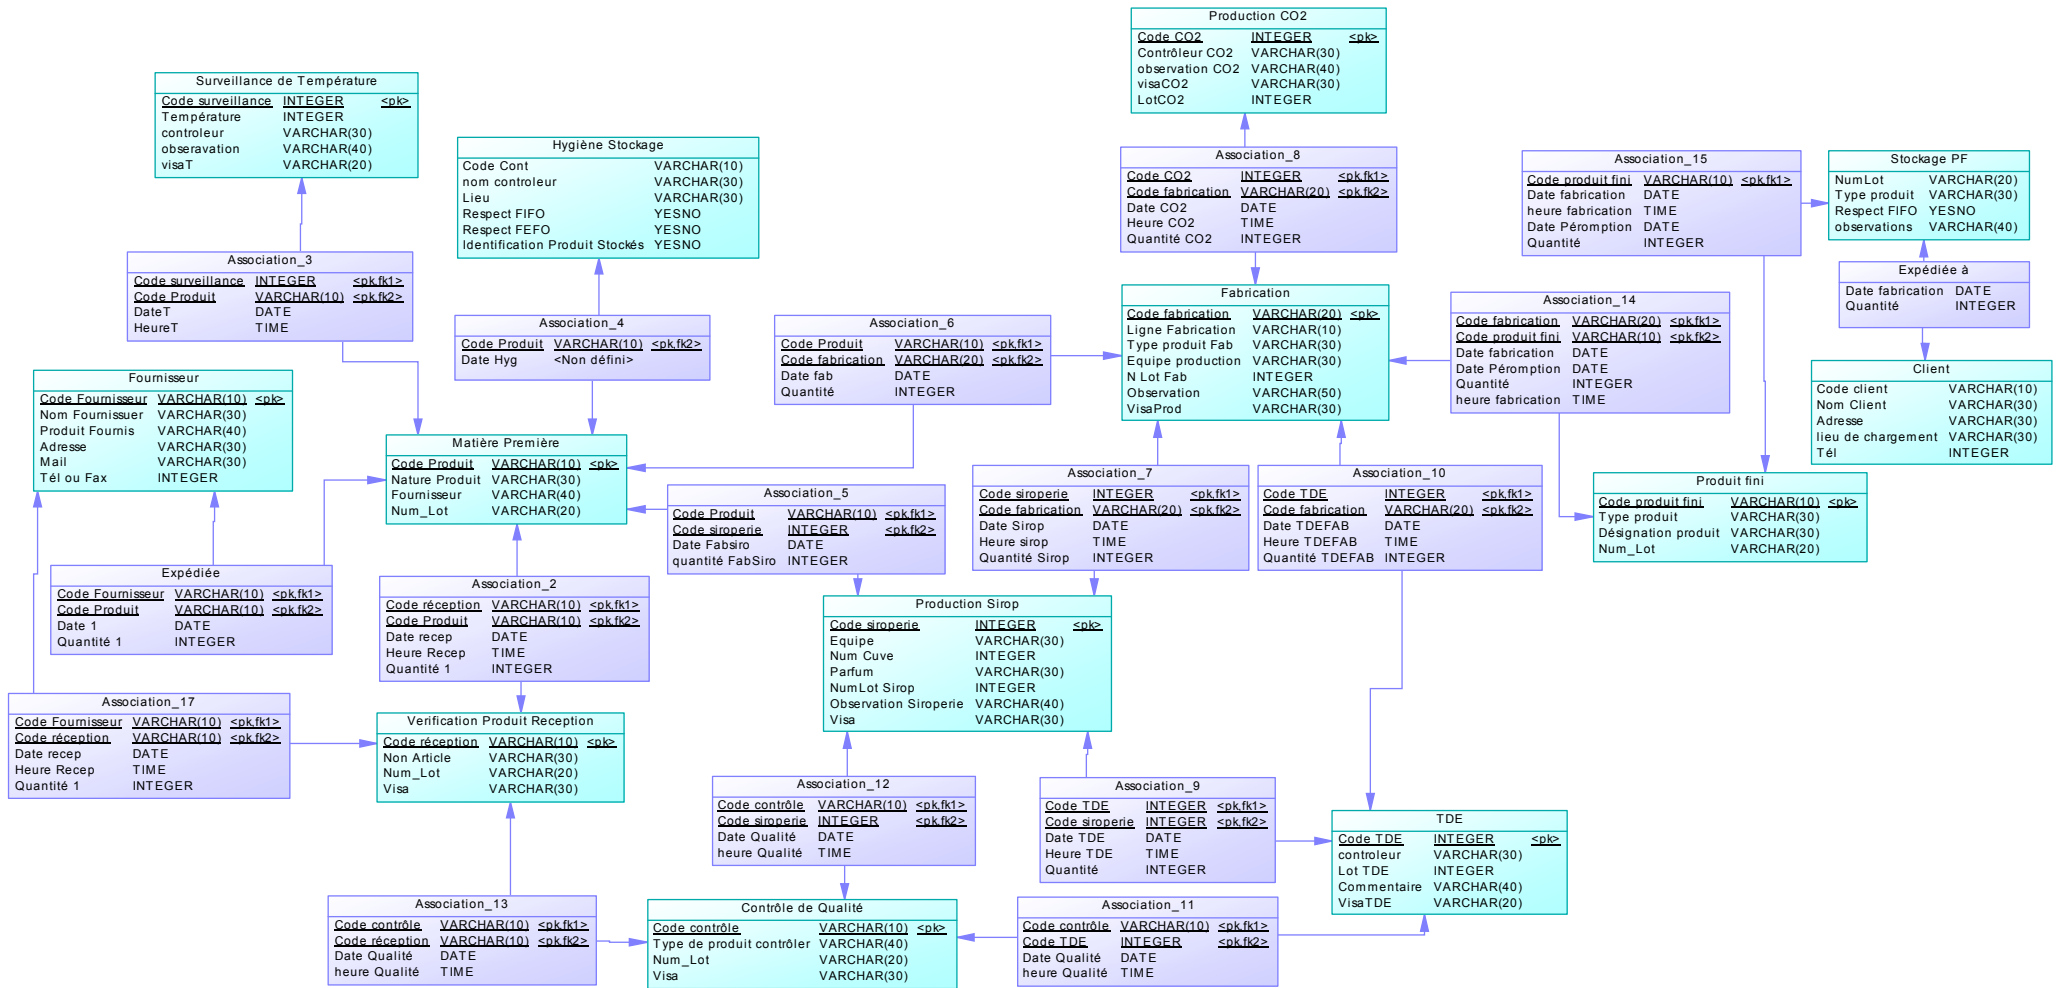 Production CO2
Code CO2 INTEGER <pk>
Contrôleur CO2 VARCHAR(30)
observation CO2 VARCHAR(40)
visaCO2 VARCHAR(30)
LotCO2 INTEGER
Surveillance de Température
Code surveillance INTEGER <pk>
Température INTEGER
controleur VARCHAR(30)
obseravation VARCHAR(40)
visaT VARCHAR(20)
Hygiène Stockage
Code Cont VARCHAR(10)
nom controleur VARCHAR(30)
Lieu VARCHAR(30)
Respect FIFO YESNO
Respect FEFO YESNO
Identification Produit Stockés YESNO
Association_8
Code CO2 INTEGER <pk,fk1>
Code fabrication VARCHAR(20) <pk,fk2>
Date CO2 DATE
Heure CO2 TIME
Quantité CO2 INTEGER
Association_15
Code produit fini VARCHAR(10) <pk,fk1>
Date fabrication DATE
heure fabrication TIME
Date Péromption DATE
Quantité INTEGER
Stockage PF
NumLot VARCHAR(20)
Type produit VARCHAR(30)
Respect FIFO YESNO
observations VARCHAR(40)
Association_3
Code surveillance INTEGER <pk,fk1>
Code Produit VARCHAR(10) <pk,fk2>
DateT DATE
HeureT TIME
Expédiée à
Date fabrication DATE
Quantité INTEGER
Association_4
Code Produit VARCHAR(10) <pk,fk2>
Date Hyg <Non défini>
Association_6
Code Produit VARCHAR(10) <pk,fk1>
Code fabrication VARCHAR(20) <pk,fk2>
Date fab DATE
Quantité INTEGER
Fabrication
Code fabrication VARCHAR(20) <pk>
Ligne Fabrication VARCHAR(10)
Type produit Fab VARCHAR(30)
Equipe production VARCHAR(30)
N Lot Fab INTEGER
Observation VARCHAR(50)
VisaProd VARCHAR(30)
Association_14
Code fabrication VARCHAR(20) <pk,fk1>
Code produit fini VARCHAR(10) <pk,fk2>
Date fabrication DATE
Date Péromption DATE
Quantité INTEGER
heure fabrication TIME
Client
Code client VARCHAR(10)
Nom Client VARCHAR(30)
Adresse VARCHAR(30)
lieu de chargement VARCHAR(30)
Tél INTEGER
Fournisseur
Code Fournisseur VARCHAR(10) <pk>
Nom Fournissuer VARCHAR(30)
Produit Fournis VARCHAR(40)
Adresse VARCHAR(30)
Mail VARCHAR(30)
Tél ou Fax INTEGER
Matière Première
Code Produit VARCHAR(10) <pk>
Nature Produit VARCHAR(30)
Fournisseur VARCHAR(40)
Num_Lot VARCHAR(20)
Association_5
Code Produit VARCHAR(10) <pk,fk1>
Code siroperie INTEGER <pk,fk2>
Date Fabsiro DATE
quantité FabSiro INTEGER
Association_7
Code siroperie INTEGER <pk,fk1>
Code fabrication VARCHAR(20) <pk,fk2>
Date Sirop DATE
Heure sirop TIME
Quantité Sirop INTEGER
Association_10
Code TDE INTEGER <pk,fk1>
Code fabrication VARCHAR(20) <pk,fk2>
Date TDEFAB DATE
Heure TDEFAB TIME
Quantité TDEFAB INTEGER
Produit fini
Code produit fini VARCHAR(10) <pk>
Type produit VARCHAR(30)
Désignation produit VARCHAR(30)
Num_Lot VARCHAR(20)
Expédiée
Code Fournisseur VARCHAR(10) <pk,fk1>
Code Produit VARCHAR(10) <pk,fk2>
Date 1 DATE
Quantité 1 INTEGER
Association_2
Code réception VARCHAR(10) <pk,fk1>
Code Produit VARCHAR(10) <pk,fk2>
Date recep DATE
Heure Recep TIME
Quantité 1 INTEGER
Production Sirop
Code siroperie INTEGER <pk>
Equipe VARCHAR(30)
Num Cuve INTEGER
Parfum VARCHAR(30)
NumLot Sirop INTEGER
Observation Siroperie VARCHAR(40)
Visa VARCHAR(30)
Association_17
Code Fournisseur VARCHAR(10) <pk,fk1>
Code réception VARCHAR(10) <pk,fk2>
Date recep DATE
Heure Recep TIME
Quantité 1 INTEGER
Verification Produit Reception
Code réception VARCHAR(10) <pk>
Non Article VARCHAR(30)
Num_Lot VARCHAR(20)
Visa VARCHAR(30)
Association_12
Code contrôle VARCHAR(10) <pk,fk1>
Code siroperie INTEGER <pk,fk2>
Date Qualité DATE
heure Qualité TIME
Association_9
Code TDE INTEGER <pk,fk1>
Code siroperie INTEGER <pk,fk2>
Date TDE DATE
Heure TDE TIME
Quantité INTEGER
TDE
Code TDE INTEGER <pk>
controleur VARCHAR(30)
Lot TDE INTEGER
Commentaire VARCHAR(40)
VisaTDE VARCHAR(20)
Association_13
Code contrôle VARCHAR(10) <pk,fk1>
Code réception VARCHAR(10) <pk,fk2>
Date Qualité DATE
heure Qualité TIME
Contrôle de Qualité
Code contrôle VARCHAR(10) <pk>
Type de produit contrôler VARCHAR(40)
Num_Lot VARCHAR(20)
Visa VARCHAR(30)
Association_11
Code contrôle VARCHAR(10) <pk,fk1>
Code TDE INTEGER <pk,fk2>
Date Qualité DATE
heure Qualité TIME